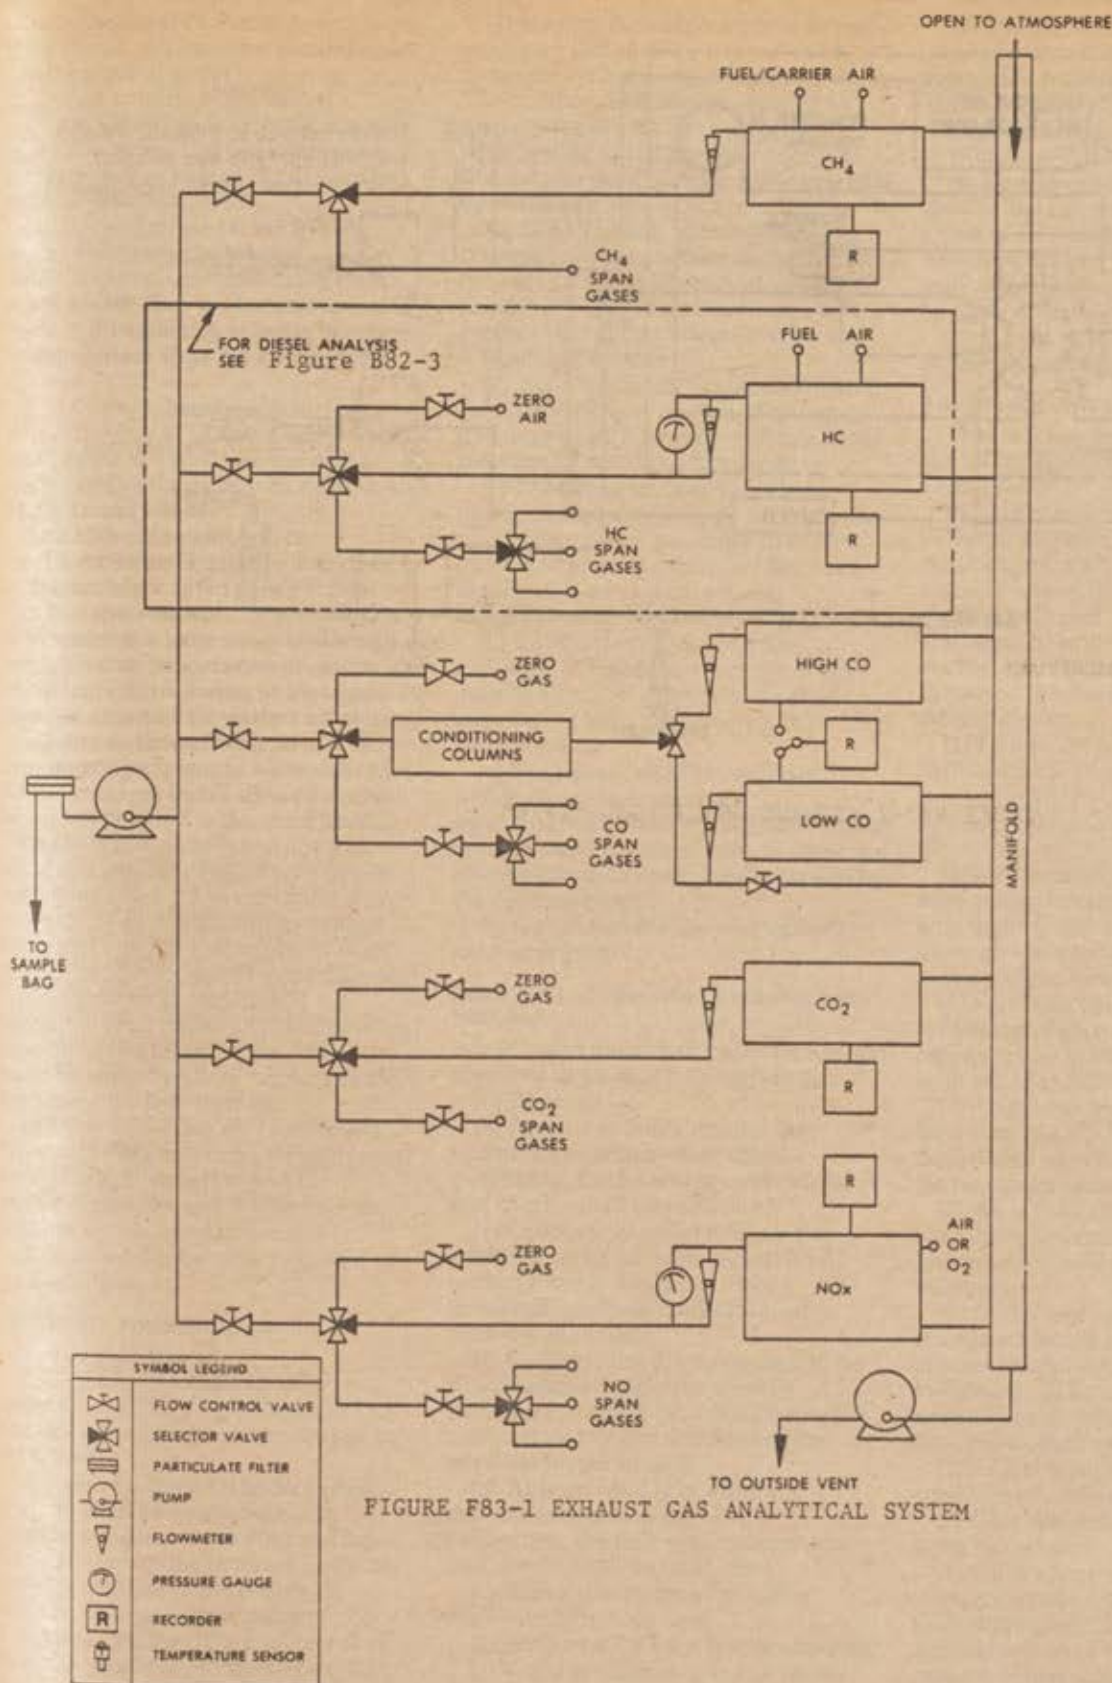 OPEN TO ATMOSPHERE
FUEL/CARRIER AIR
CH4
R
CH4
SPAN
GASES
FOR DIESEL ANALYSIS
SEE Figure B82-3
FUEL AIR
ZERO
AIR
T
HC
R
HC
SPAN
GASES
ZERO
GAS
HIGH CO
CONDITIONING
COLUMNS
R
LOW CO
CO
SPAN
GASES
MANIFOLD
TO
SAMPLE
BAG
ZERO
GAS
CO2
R
CO2
SPAN
GASES
R
ZERO
GAS
T
NOx
AIR
OR
O2
NO
SPAN
GASES
TO OUTSIDE VENT
FIGURE F83-1 EXHAUST GAS ANALYTICAL SYSTEM
SYMBOL LEGEND
FLOW CONTROL VALVE
SELECTOR VALVE
PARTICULATE FILTER
PUMP
FLOWMETER
T PRESSURE GAUGE
R RECORDER
TEMPERATURE SENSOR